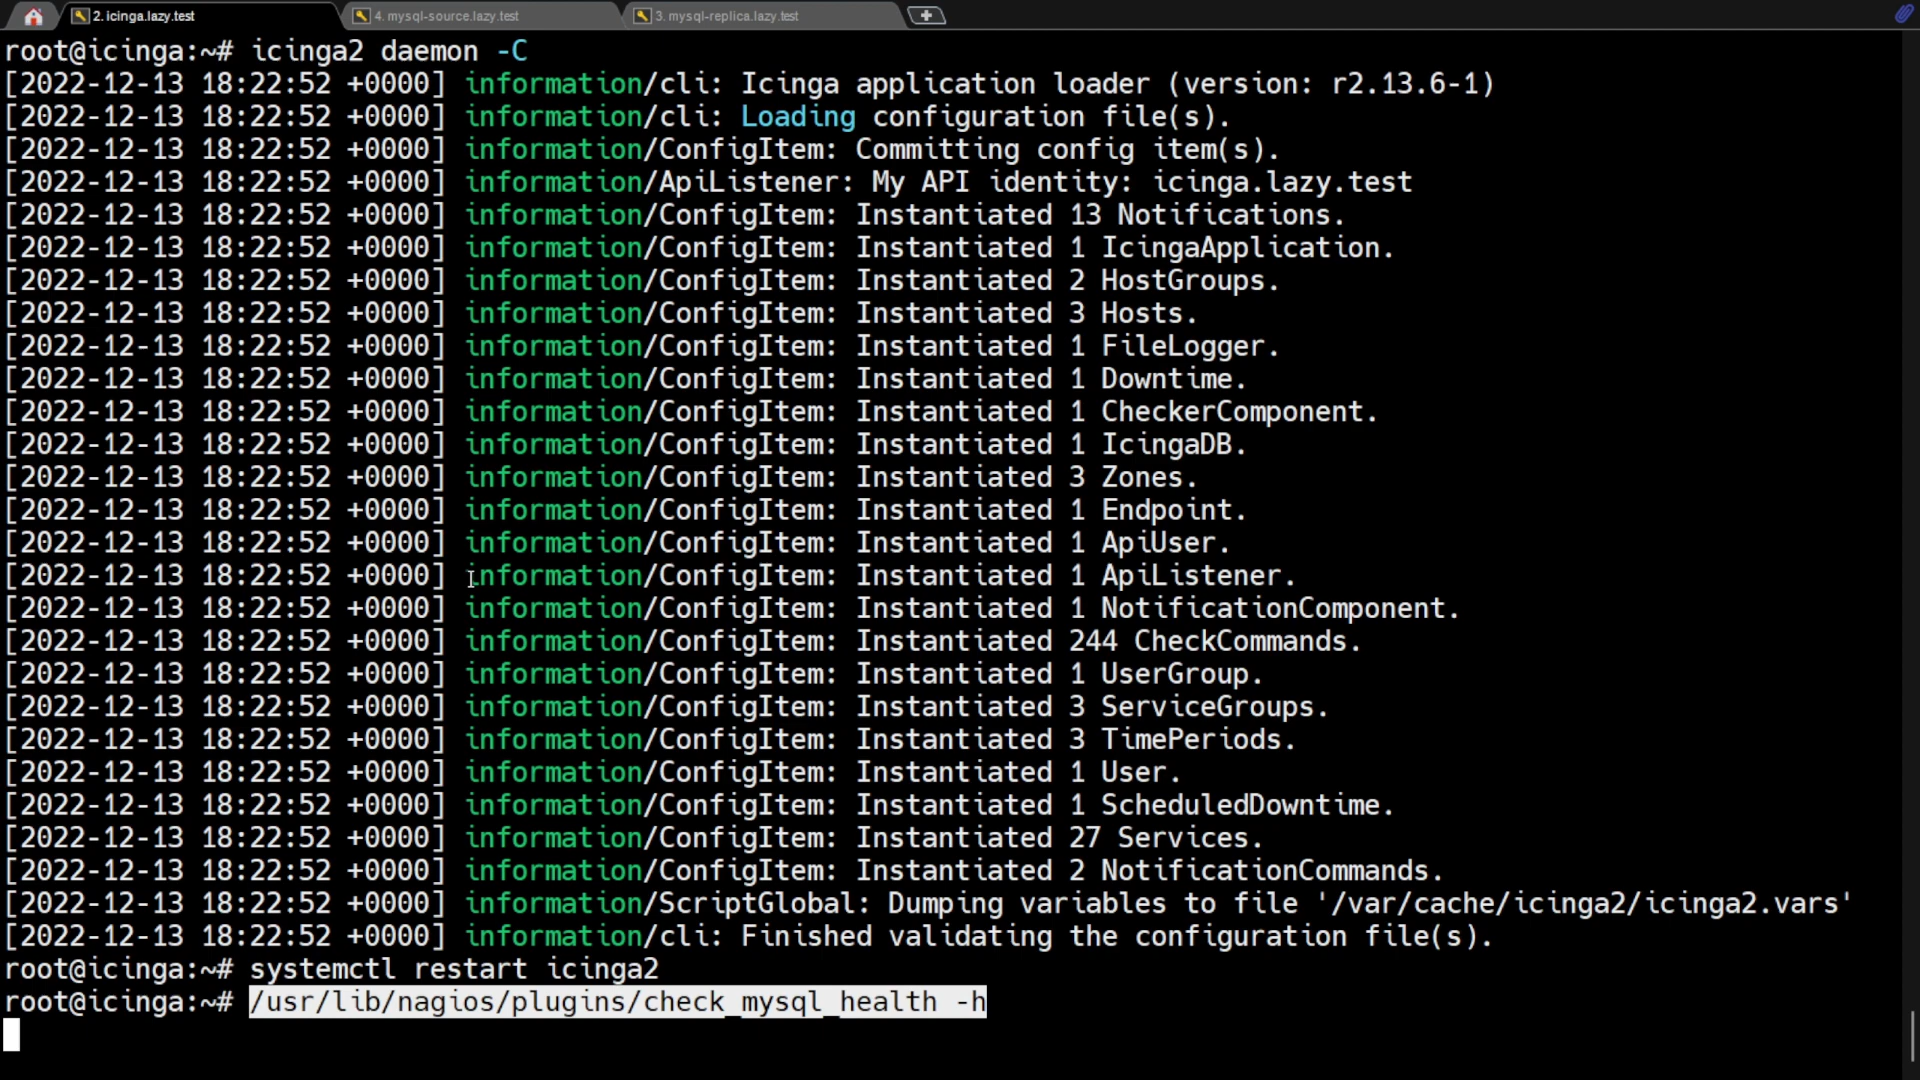 2. icinga.lazy.test
4. mysql-source.lazy.test
3. mysql-replica.lazy.test
root@icinga:~# icinga2 daemon -C
[2022-12-13 18:22:52 +0000] information/cli: Icinga application loader (version: r2.13.6-1)
[2022-12-13 18:22:52 +0000] information/cli: Loading configuration file(s).
[2022-12-13 18:22:52 +0000] information/ConfigItem: Committing config item(s).
[2022-12-13 18:22:52 +0000] information/ApiListener: My API identity: icinga.lazy.test
[2022-12-13 18:22:52 +0000] information/ConfigItem: Instantiated 13 Notifications.
[2022-12-13 18:22:52 +0000] information/ConfigItem: Instantiated 1 IcingaApplication.
[2022-12-13 18:22:52 +0000] information/ConfigItem: Instantiated 2 HostGroups.
[2022-12-13 18:22:52 +0000] information/ConfigItem: Instantiated 3 Hosts.
[2022-12-13 18:22:52 +0000] information/ConfigItem: Instantiated 1 FileLogger.
[2022-12-13 18:22:52 +0000] information/ConfigItem: Instantiated 1 Downtime.
[2022-12-13 18:22:52 +0000] information/ConfigItem: Instantiated 1 CheckerComponent.
[2022-12-13 18:22:52 +0000] information/ConfigItem: Instantiated 1 IcingaDB.
[2022-12-13 18:22:52 +0000] information/ConfigItem: Instantiated 3 Zones.
[2022-12-13 18:22:52 +0000] information/ConfigItem: Instantiated 1 Endpoint.
[2022-12-13 18:22:52 +0000] information/ConfigItem: Instantiated 1 ApiUser.
[2022-12-13 18:22:52 +0000] information/ConfigItem: Instantiated 1 ApiListener.
[2022-12-13 18:22:52 +0000] information/ConfigItem: Instantiated 1 NotificationComponent.
[2022-12-13 18:22:52 +0000] information/ConfigItem: Instantiated 244 CheckCommands.
[2022-12-13 18:22:52 +0000] information/ConfigItem: Instantiated 1 UserGroup.
[2022-12-13 18:22:52 +0000] information/ConfigItem: Instantiated 3 ServiceGroups.
[2022-12-13 18:22:52 +0000] information/ConfigItem: Instantiated 3 TimePeriods.
[2022-12-13 18:22:52 +0000] information/ConfigItem: Instantiated 1 User.
[2022-12-13 18:22:52 +0000] information/ConfigItem: Instantiated 1 ScheduledDowntime.
[2022-12-13 18:22:52 +0000] information/ConfigItem: Instantiated 27 Services.
[2022-12-13 18:22:52 +0000] information/ConfigItem: Instantiated 2 NotificationCommands.
[2022-12-13 18:22:52 +0000] information/ScriptGlobal: Dumping variables to file '/var/cache/icinga2/icinga2.vars'
[2022-12-13 18:22:52 +0000] information/cli: Finished validating the configuration file(s).
root@icinga:~# systemctl restart icinga2
root@icinga:~# /usr/lib/nagios/plugins/check_mysql_health -h